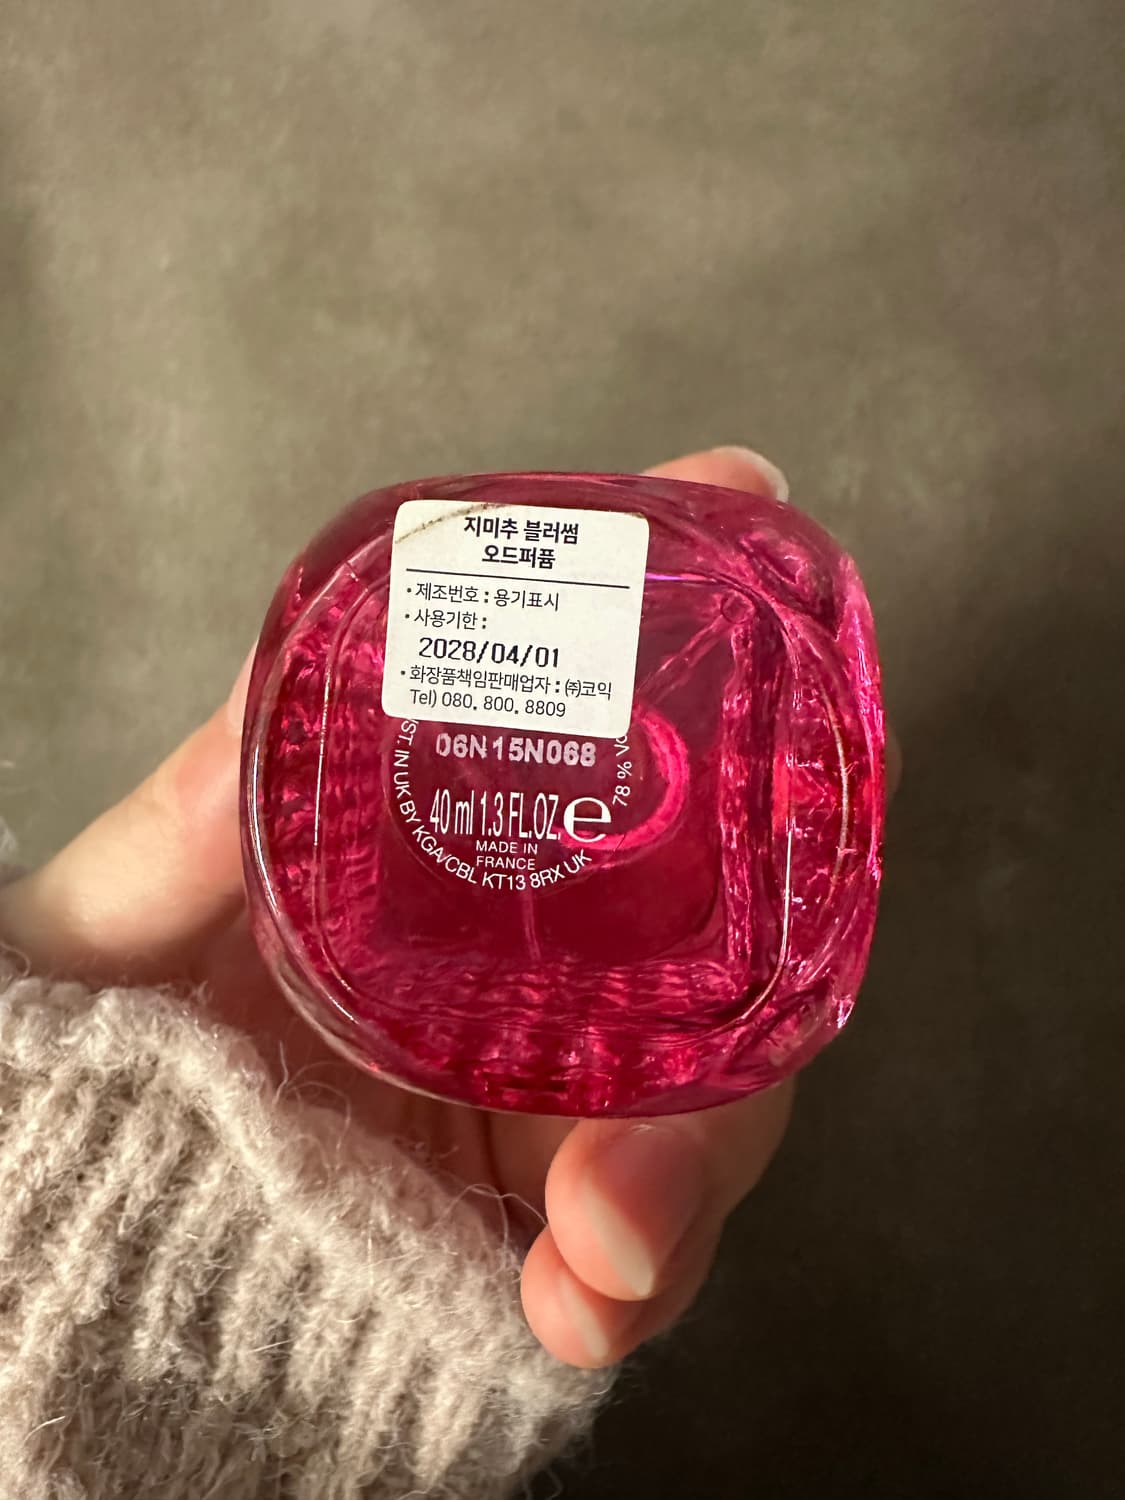 지미추 블러썸
오드퍼퓸
• 제조번호 : 용기표시
• 사용기한 :
2028/04/01
• 화장품책임판매업자 : ㈜코익
Tel) 080. 800. 8809
06N15N068
40 ml 1.3 FL.OZ. e
MADE IN
FRANCE
IN UK BY KGA/CBL KT13 8RX UK
78 %